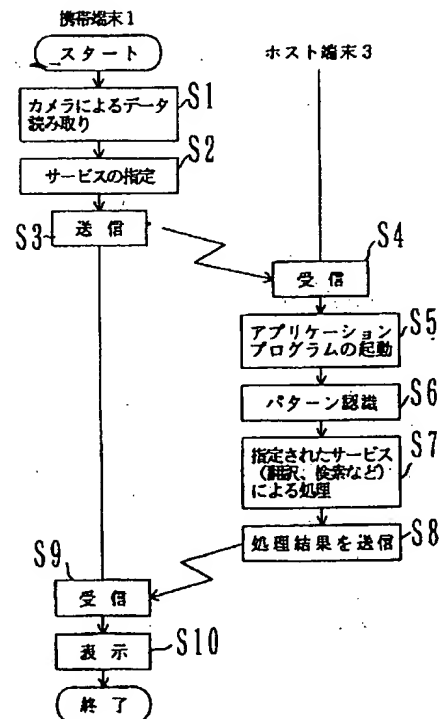 携帯端末1
スタート
ホスト端末3
カメラによるデータ
読み取り
S1
サービスの指定
S2
S3
送信
S4
受信
アプリケーション
プログラムの起動
S5
パターン認識
S6
指定されたサービス
(翻訳、検索など)
による処理
S7
処理結果を送信
S8
S9
受信
表示
S10
終了